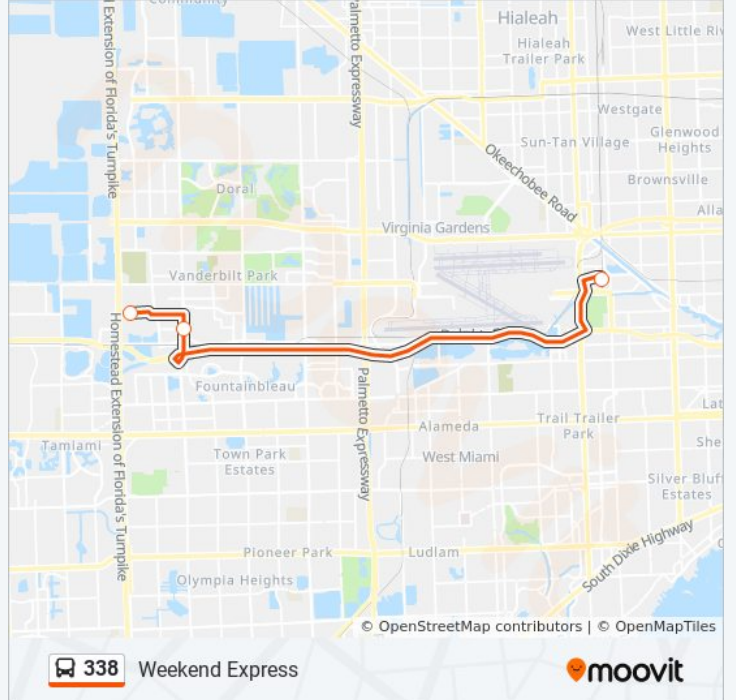 Community
Hialeah
West Little Riv
Extension of Florida's Turnpike
almetto Expressway
Hialeah
Trailer Park
Westgate
Sun-Tan Village
Glenwood
Heights
Okeechobee Road
Brownsville
Doral
Alla
Virginia Gardens
Vanderbilt Park
Homestead Extension of Florida's Turnpike
Fountainbleau
Palmetto Expressway
Lat
Alameda
Trail Trailer
Park
Tamiami
Town Park
Estates
West Miami
She
Silver Bluff
Estates
South Dixie Highway
Pioneer Park
Ludlam
Olympia Heights
© OpenStreetMap contributors | © OpenMapTiles
338 Weekend Express
moovit